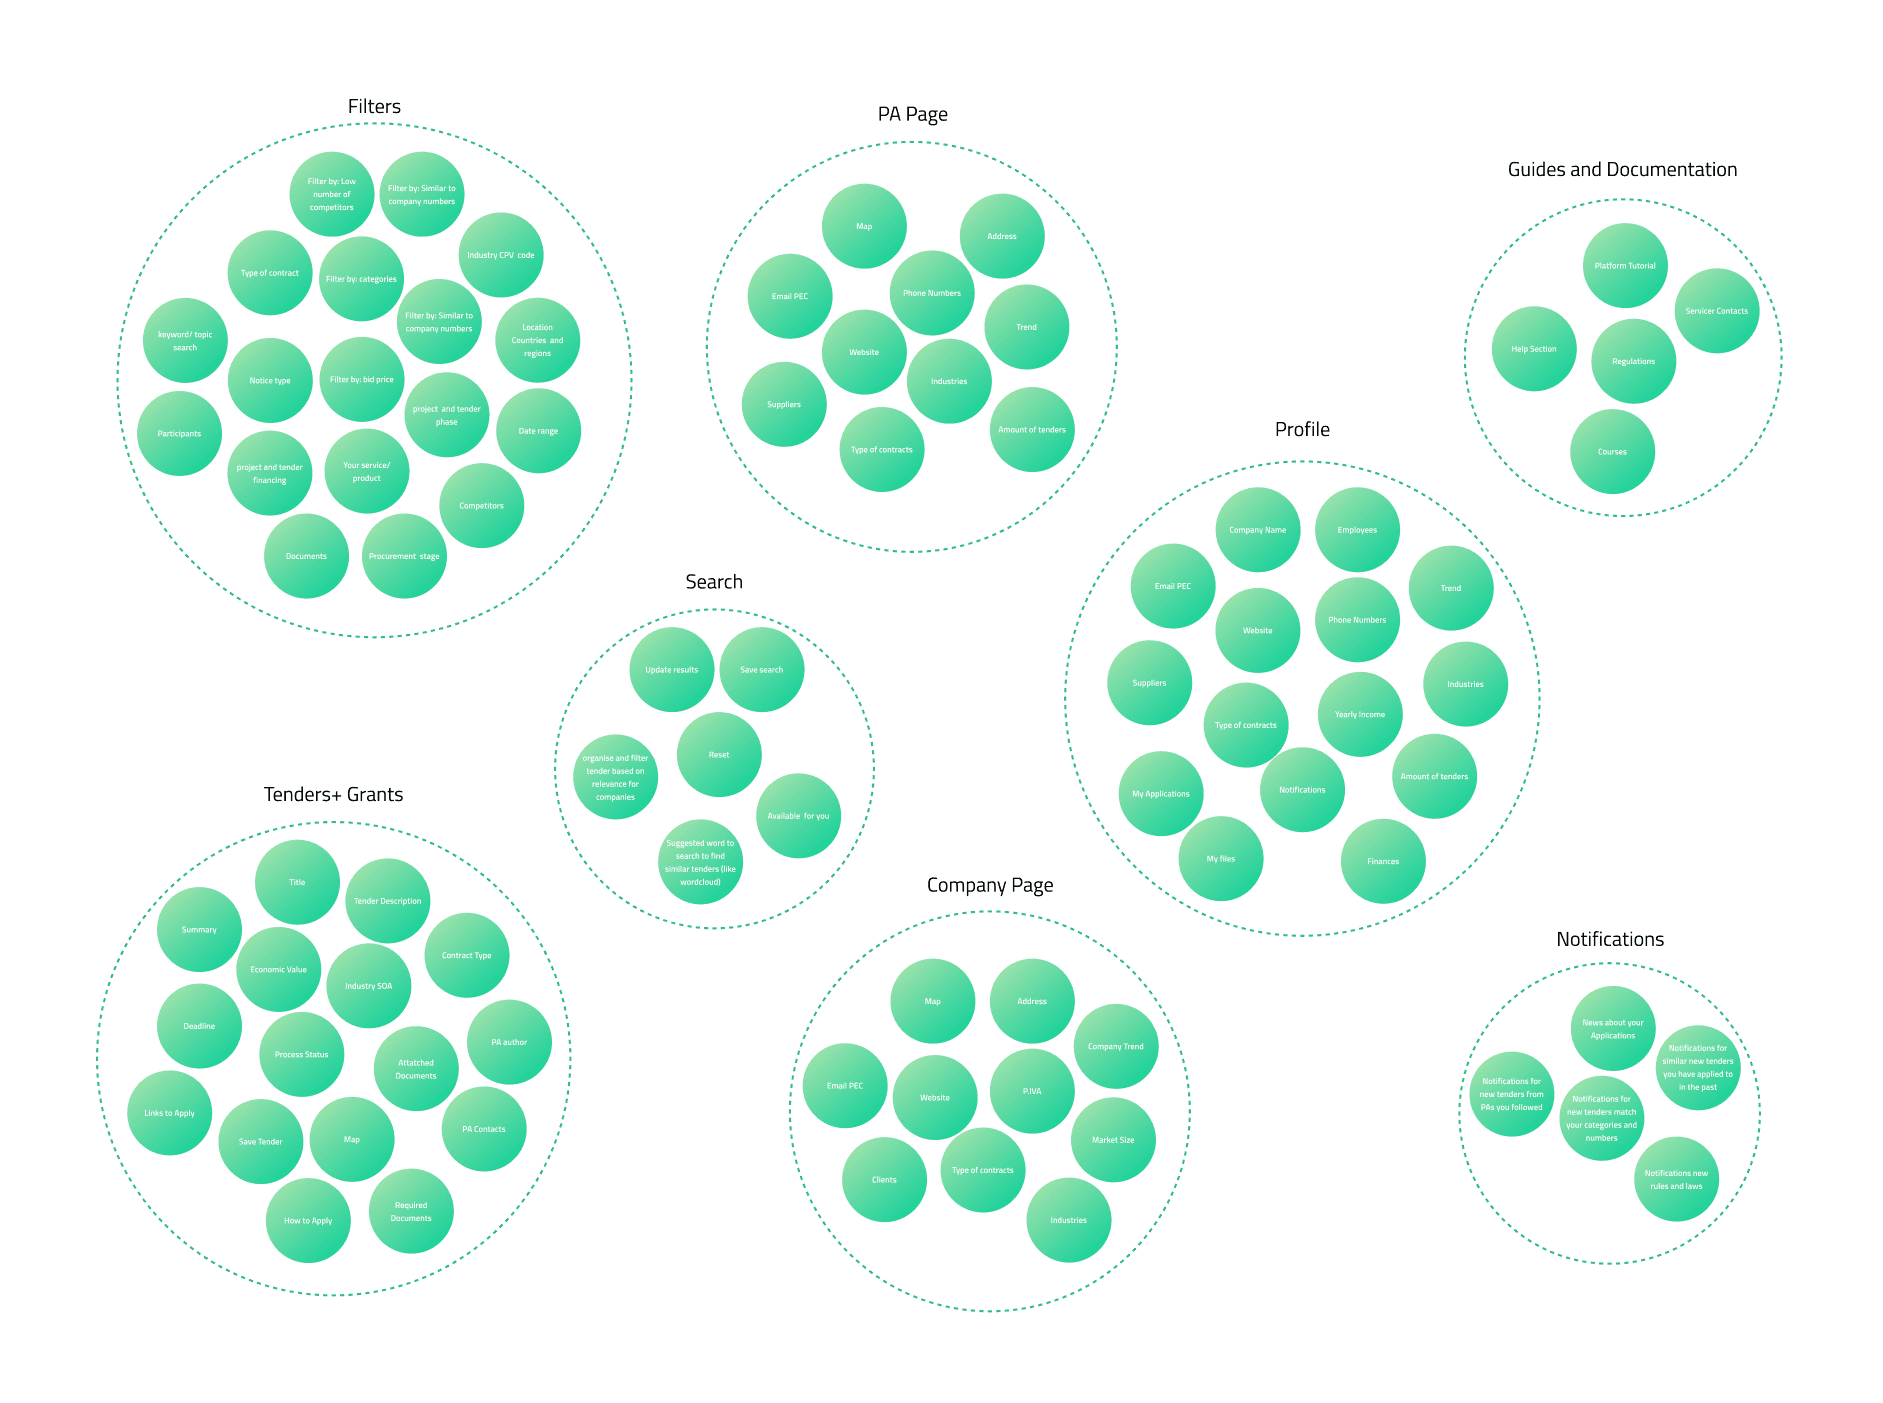 Filters
Filter by: Low
number of
competitors
Filter by: Similar to
company numbers
Industry CPV code
Type of contract
Filter by: categories
Filter by: Similar to
company numbers
Location
Countries and
regions
keyword/ topic
search
Notice type
Filter by: bid price
project and tender
phase
Date range
Participants
project and tender
financing
Your service/
product
Competitors
Documents
Procurement stage
PA Page
Map
Address
Email PEC
Phone Numbers
Trend
Website
Industries
Suppliers
Type of contracts
Amount of tenders
Guides and Documentation
Platform Tutorial
Servicer Contacts
Help Section
Regulations
Courses
Profile
Company Name
Employees
Email PEC
Trend
Website
Phone Numbers
Suppliers
Industries
Type of contracts
Yearly Income
My Applications
Notifications
Amount of tenders
My files
Finances
Search
Update results
Save search
Reset
organise and filter
tender based on
relevance for
companies
Available for you
Suggested word to
search to find
similar tenders (like
wordcloud)
Tenders+ Grants
Title
Tender Description
Summary
Economic Value
Industry SOA
Contract Type
Deadline
Process Status
Attatched
Documents
PA author
Links to Apply
Save Tender
Map
PA Contacts
How to Apply
Required
Documents
Company Page
Map
Address
Company Trend
Email PEC
Website
P.IVA
Market Size
Clients
Type of contracts
Industries
Notifications
News about your
Applications
Notifications for
similar new tenders
you have applied to
in the past
Notifications for
new tenders from
PAs you followed
Notifications for
new tenders match
your categories and
numbers
Notifications new
rules and laws